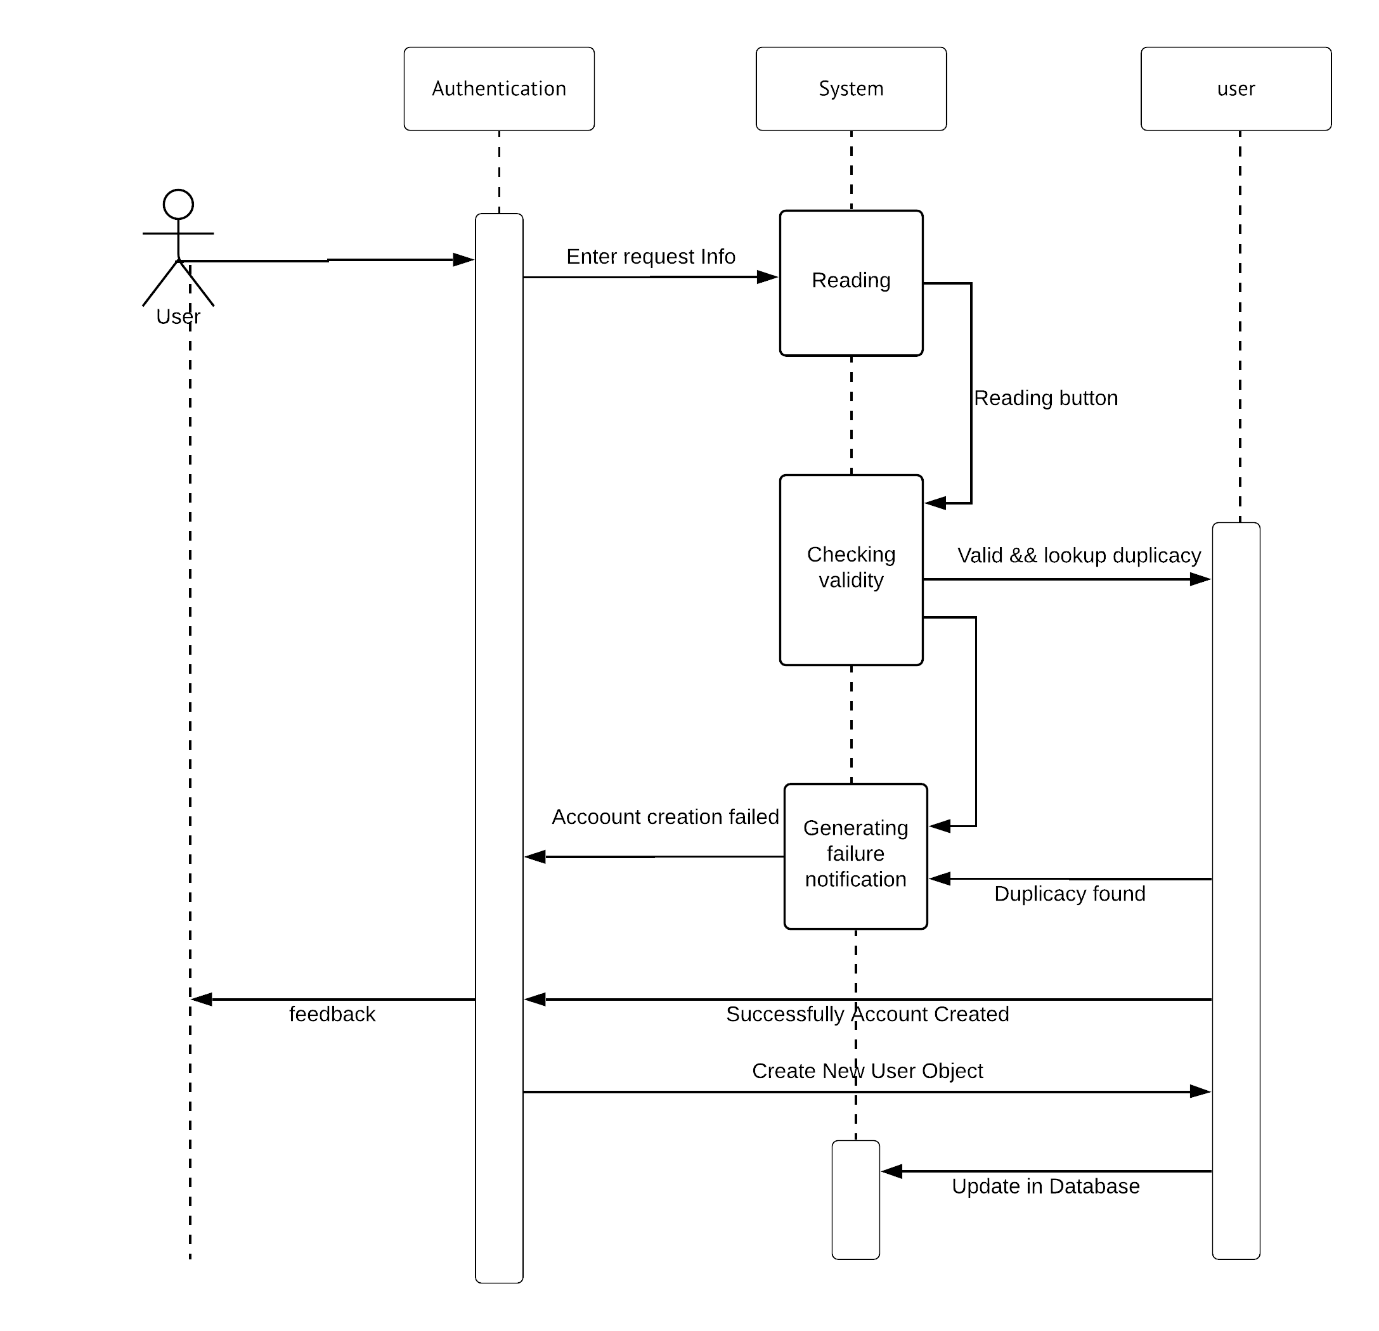 Authentication
System
user
User
Enter request Info
Reading
Reading button
Checking
validity
Valid && lookup duplicacy
Accoount creation failed
Generating
failure
notification
Duplicacy found
feedback
Successfully Account Created
Create New User Object
Update in Database